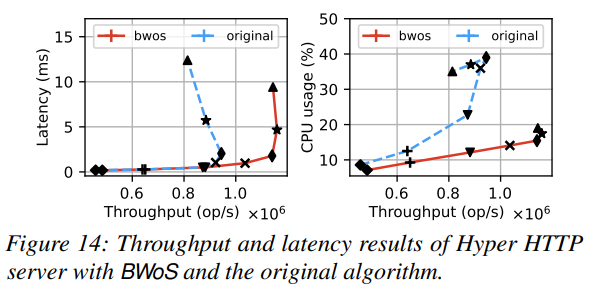 bwos original
15
10
5
0
Latency (ms)
0.6 0.8 1.0
Throughput (op/s) ×10⁶
bwos original
50
40
30
20
10
CPU usage (%)
0.6 0.8 1.0
Throughput (op/s) ×10⁶
Figure 14: Throughput and latency results of Hyper HTTP
server with BWoS and the original algorithm.